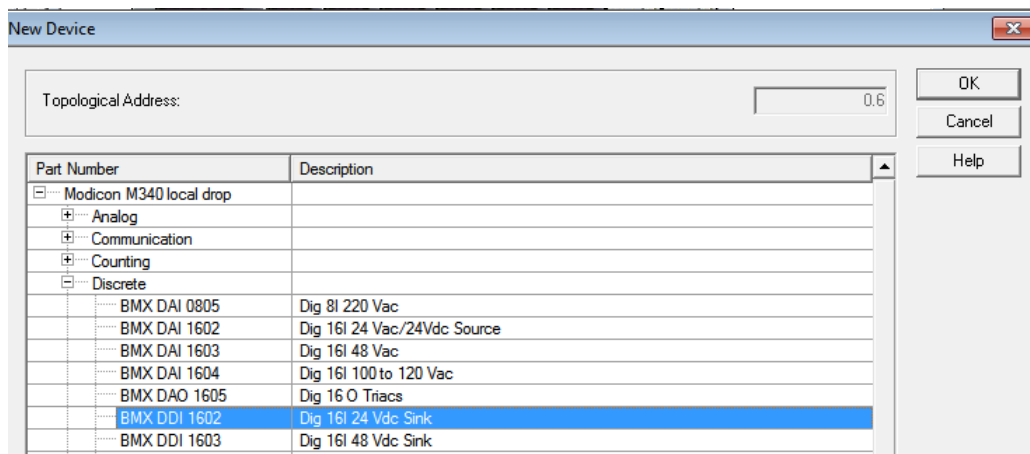 New Device
Topological Address: 0.6
OK
Cancel
Help
Part Number Description
Modicon M340 local drop
Analog
Communication
Counting
Discrete
BMX DAI 0805 Dig 8I 220 Vac
BMX DAI 1602 Dig 16I 24 Vac/24Vdc Source
BMX DAI 1603 Dig 16I 48 Vac
BMX DAI 1604 Dig 16I 100 to 120 Vac
BMX DAO 1605 Dig 16 O Triacs
BMX DDI 1602 Dig 16I 24 Vdc Sink
BMX DDI 1603 Dig 16I 48 Vdc Sink